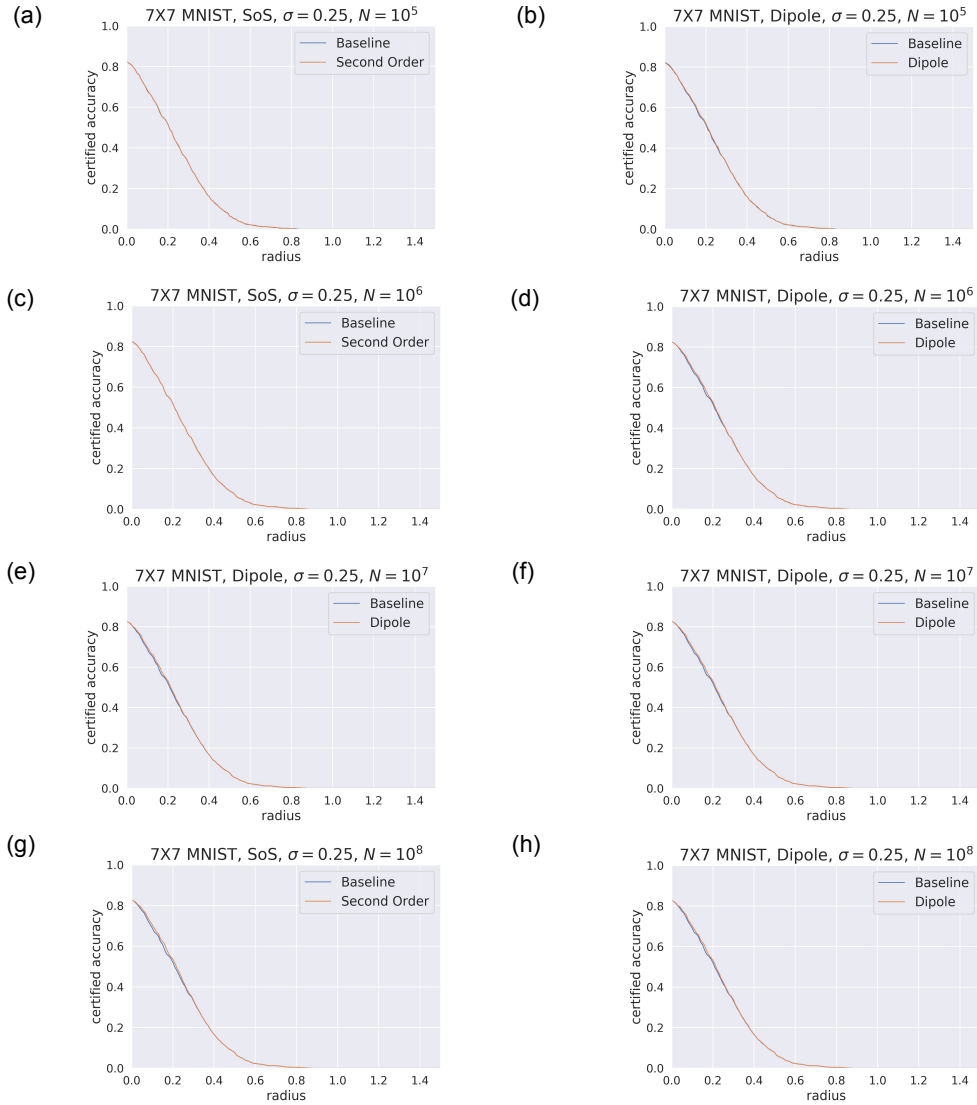 (a)
7X7 MNIST, SoS, σ = 0.25, N = 10⁵
1.0
0.8
0.6
0.4
0.2
0.0
certified accuracy
Baseline
Second Order
0.0 0.2 0.4 0.6 0.8 1.0 1.2 1.4
radius
(b)
7X7 MNIST, Dipole, σ = 0.25, N = 10⁵
1.0
0.8
0.6
0.4
0.2
0.0
certified accuracy
Baseline
Dipole
0.0 0.2 0.4 0.6 0.8 1.0 1.2 1.4
radius
(c)
7X7 MNIST, SoS, σ = 0.25, N = 10⁶
1.0
0.8
0.6
0.4
0.2
0.0
certified accuracy
Baseline
Second Order
0.0 0.2 0.4 0.6 0.8 1.0 1.2 1.4
radius
(d)
7X7 MNIST, Dipole, σ = 0.25, N = 10⁶
1.0
0.8
0.6
0.4
0.2
0.0
certified accuracy
Baseline
Dipole
0.0 0.2 0.4 0.6 0.8 1.0 1.2 1.4
radius
(e)
7X7 MNIST, Dipole, σ = 0.25, N = 10⁷
1.0
0.8
0.6
0.4
0.2
0.0
certified accuracy
Baseline
Dipole
0.0 0.2 0.4 0.6 0.8 1.0 1.2 1.4
radius
(f)
7X7 MNIST, Dipole, σ = 0.25, N = 10⁷
1.0
0.8
0.6
0.4
0.2
0.0
certified accuracy
Baseline
Dipole
0.0 0.2 0.4 0.6 0.8 1.0 1.2 1.4
radius
(g)
7X7 MNIST, SoS, σ = 0.25, N = 10⁸
1.0
0.8
0.6
0.4
0.2
0.0
certified accuracy
Baseline
Second Order
0.0 0.2 0.4 0.6 0.8 1.0 1.2 1.4
radius
(h)
7X7 MNIST, Dipole, σ = 0.25, N = 10⁸
1.0
0.8
0.6
0.4
0.2
0.0
certified accuracy
Baseline
Dipole
0.0 0.2 0.4 0.6 0.8 1.0 1.2 1.4
radius